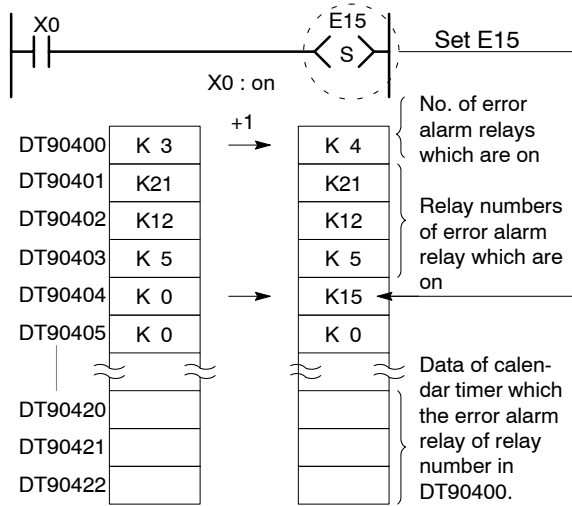 X0
E15
S
Set E15
X0 : on
No. of error
alarm relays
which are on
+1
DT90400 K 3 K 4
DT90401 K21 K21
DT90402 K12 K12
DT90403 K 5 K 5
DT90404 K 0 K15
DT90405 K 0 K 0
Relay numbers
of error alarm
relay which are
on
DT90420
DT90421
DT90422
Data of calen-
dar timer which
the error alarm
relay of relay
number in
DT90400.